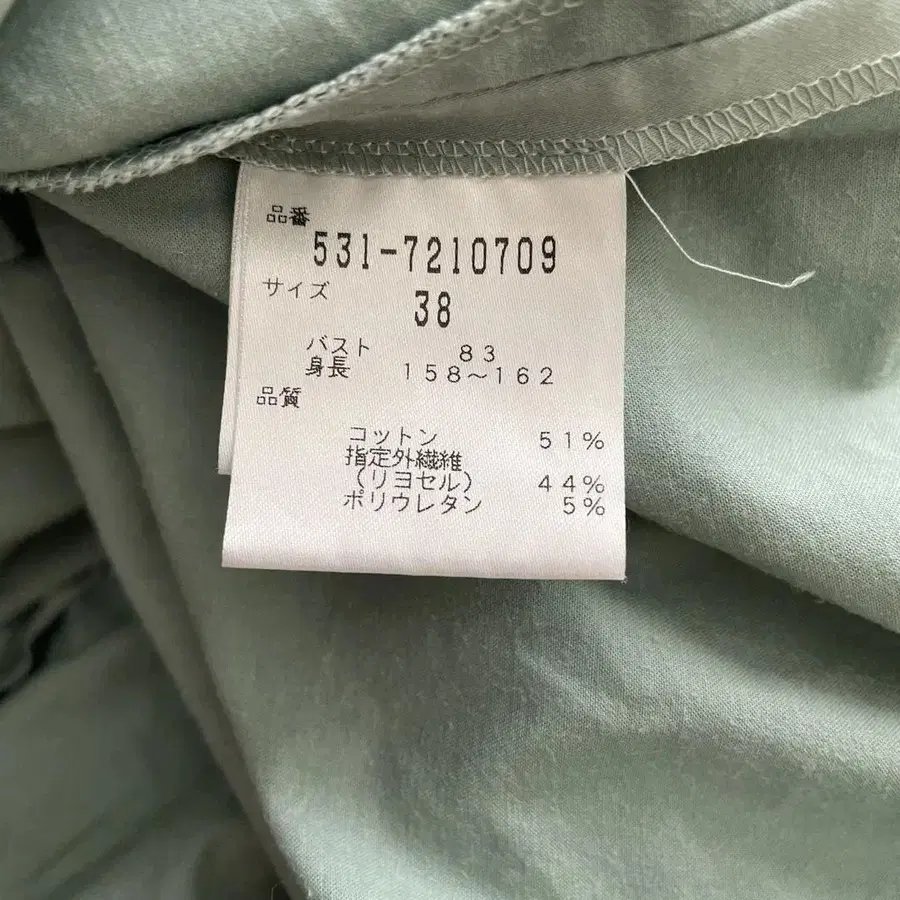 品番
531-7210709
サイズ
38
バスト 83
身長 158〜162
品質
コットン 51%
指定外繊維
(リヨセル) 44%
ポリウレタン 5%